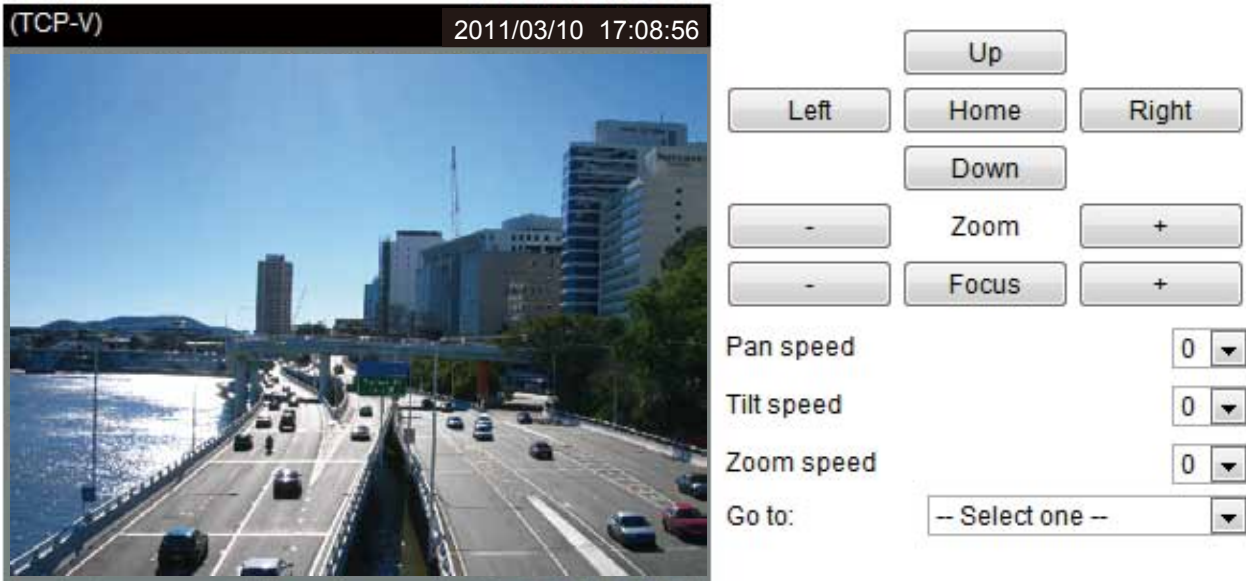 (TCP-V) 2011/03/10 17:08:56
Up
Left Home Right
Down
- Zoom +
- Focus +
Pan speed 0
Tilt speed 0
Zoom speed 0
Go to: -- Select one --